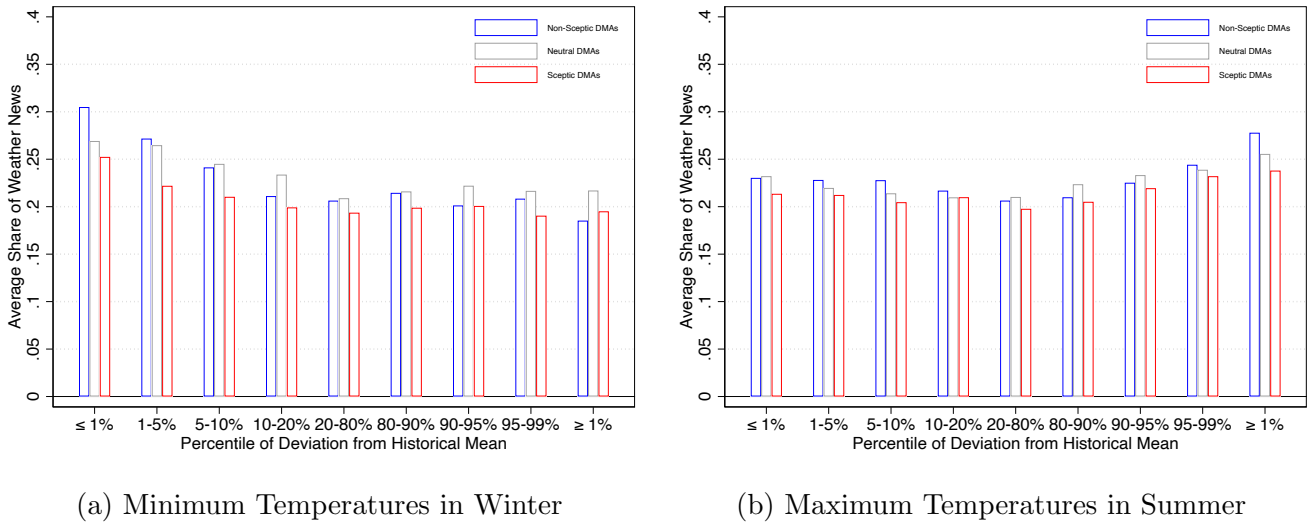 .4
.35
.3
.25
.2
.15
.1
.05
0
Average Share of Weather News
Non-Sceptic DMAs
Neutral DMAs
Sceptic DMAs
≤ 1% 1-5% 5-10% 10-20% 20-80% 80-90% 90-95% 95-99% ≥ 1%
Percentile of Deviation from Historical Mean
(a) Minimum Temperatures in Winter
.4
.35
.3
.25
.2
.15
.1
.05
0
Average Share of Weather News
Non-Sceptic DMAs
Neutral DMAs
Sceptic DMAs
≤ 1% 1-5% 5-10% 10-20% 20-80% 80-90% 90-95% 95-99% ≥ 1%
Percentile of Deviation from Historical Mean
(b) Maximum Temperatures in Summer